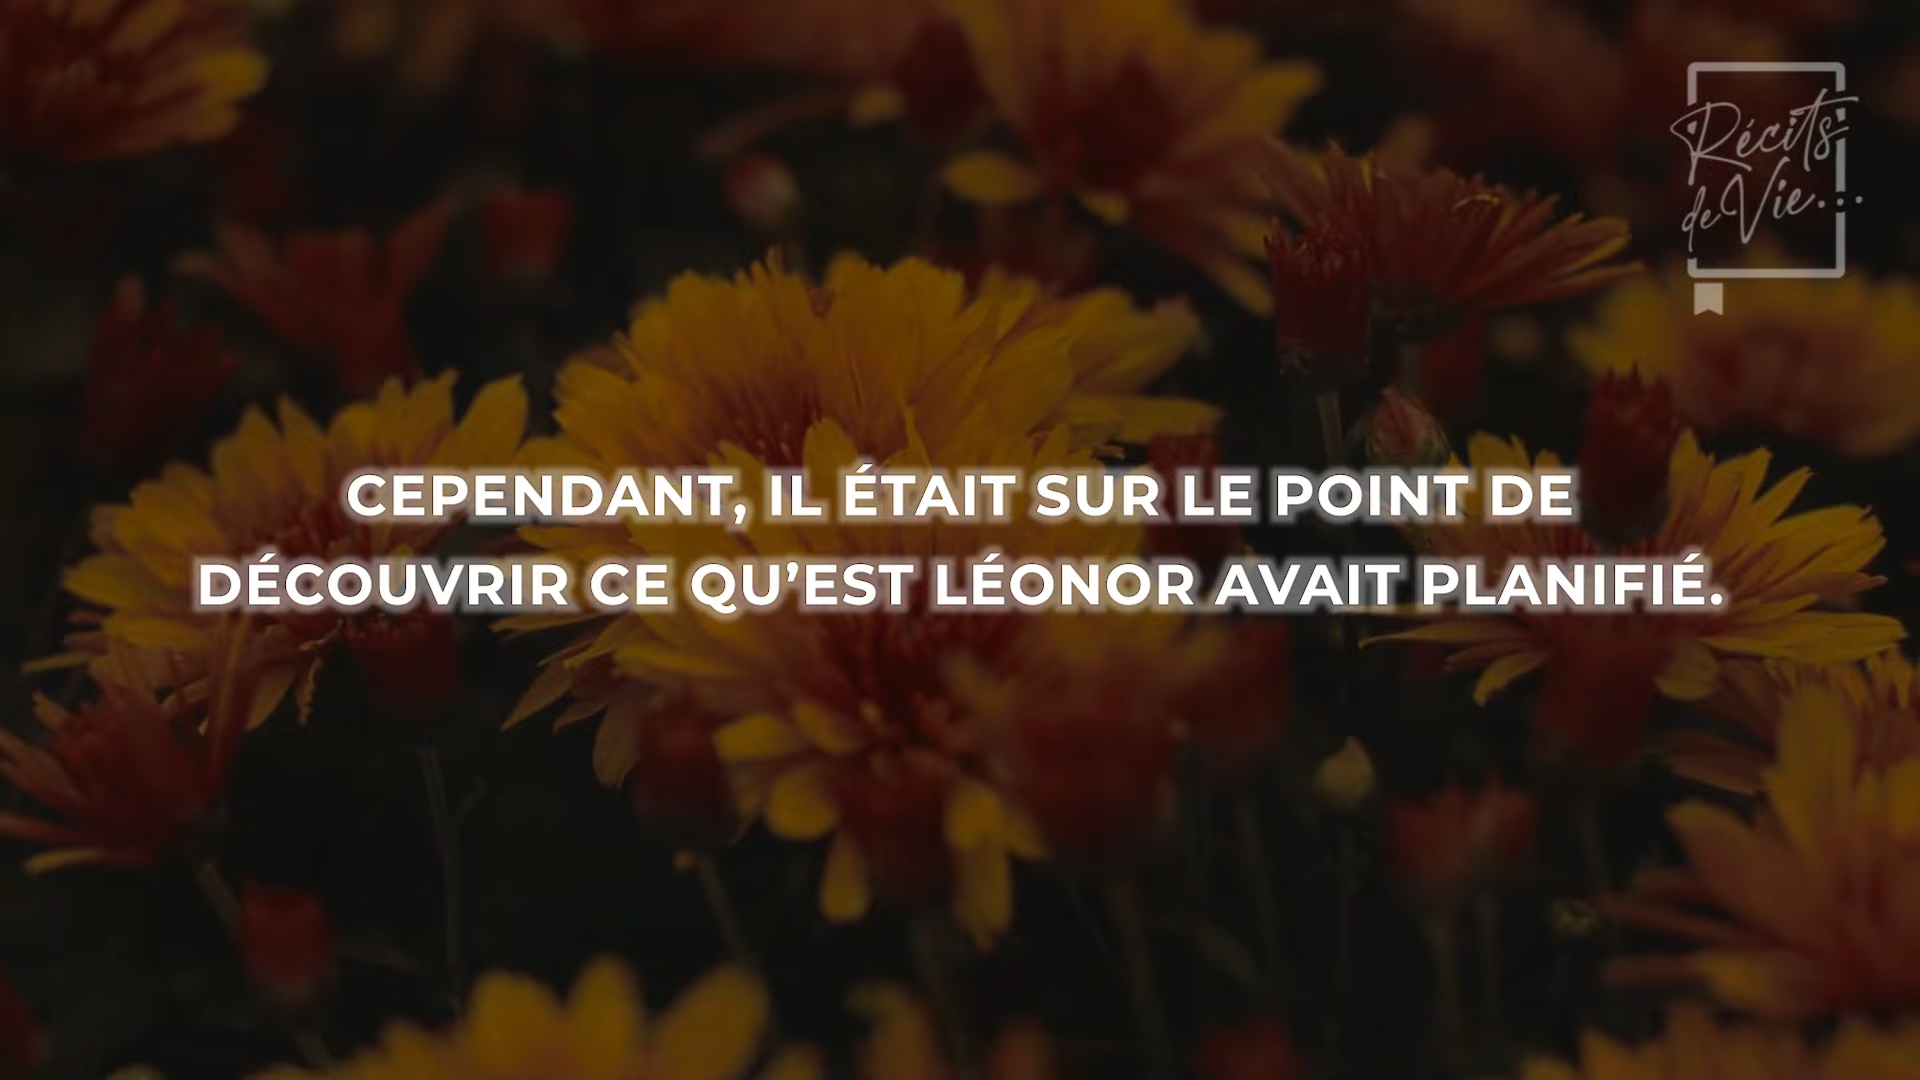 Récits
de Vie...
CEPENDANT, IL ÉTAIT SUR LE POINT DE
DÉCOUVRIR CE QU’EST LÉONOR AVAIT PLANIFIÉ.